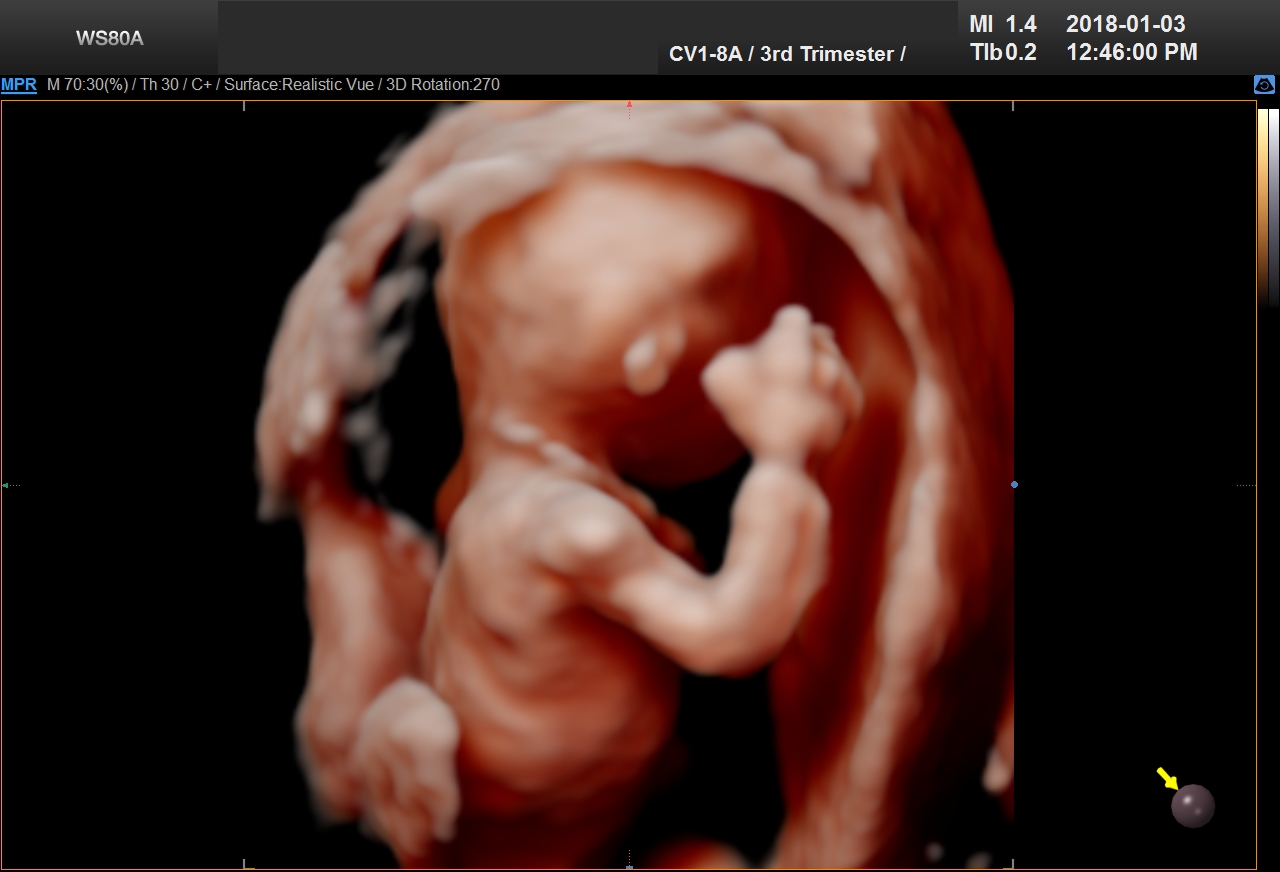 WS80A
MI 1.4 2018-01-03
CV1-8A / 3rd Trimester / TIb 0.2 12:46:00 PM
MPR M 70:30(%) / Th 30 / C+ / Surface:Realistic Vue / 3D Rotation:270